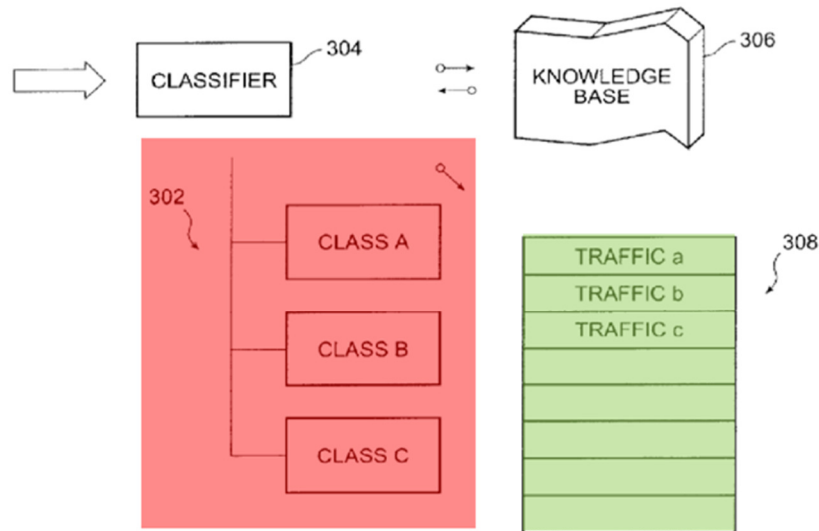 304
306
CLASSIFIER
KNOWLEDGE
BASE
302
CLASS A
308
TRAFFIC a
TRAFFIC b
TRAFFIC c
CLASS B
CLASS C